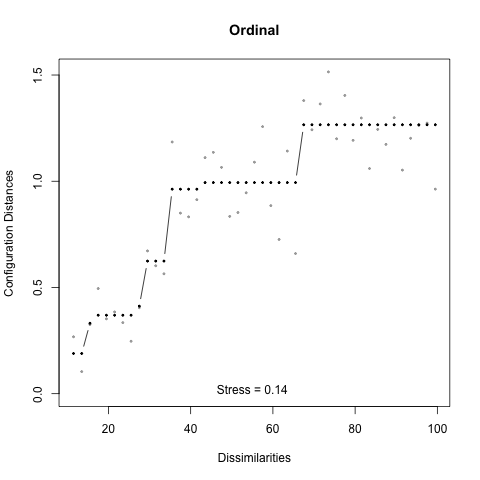 Ordinal
Configuration Distances
1.5
1.0
0.5
0.0
Stress = 0.14
20 40 60 80 100
Dissimilarities